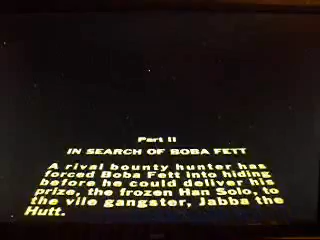 Part II
IN SEARCH OF BOBA FETT
A rival bounty hunter has
forced Boba Fett into hiding
before he could deliver his
prize, the frozen Han Solo, to
the vile gangster, Jabba the
Hutt.